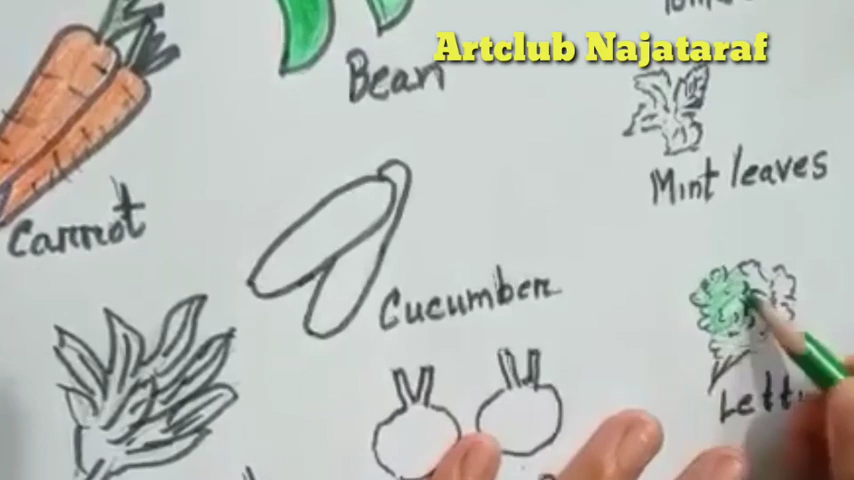 Artclub Najataraf
Bean
Mint leaves
Carrot
Cucumber